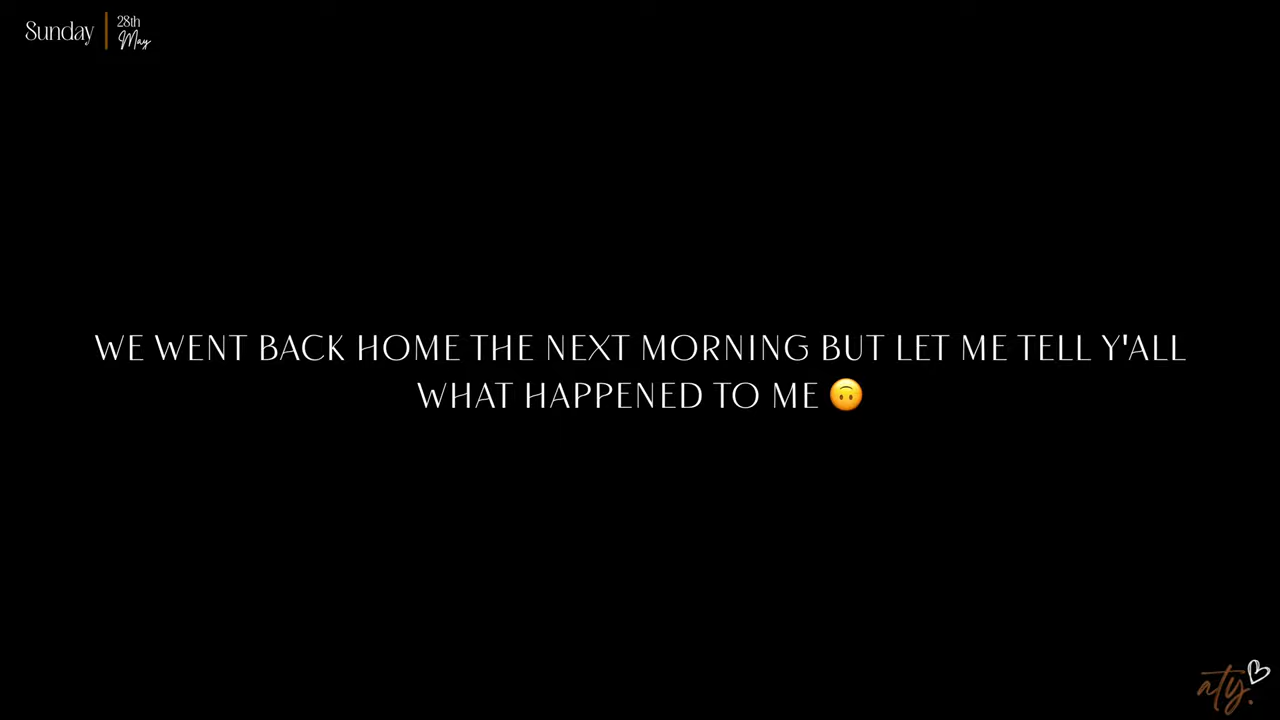 Sunday
28th
May
WE WENT BACK HOME THE NEXT MORNING BUT LET ME TELL Y'ALL
WHAT HAPPENED TO ME 🙃
aty.